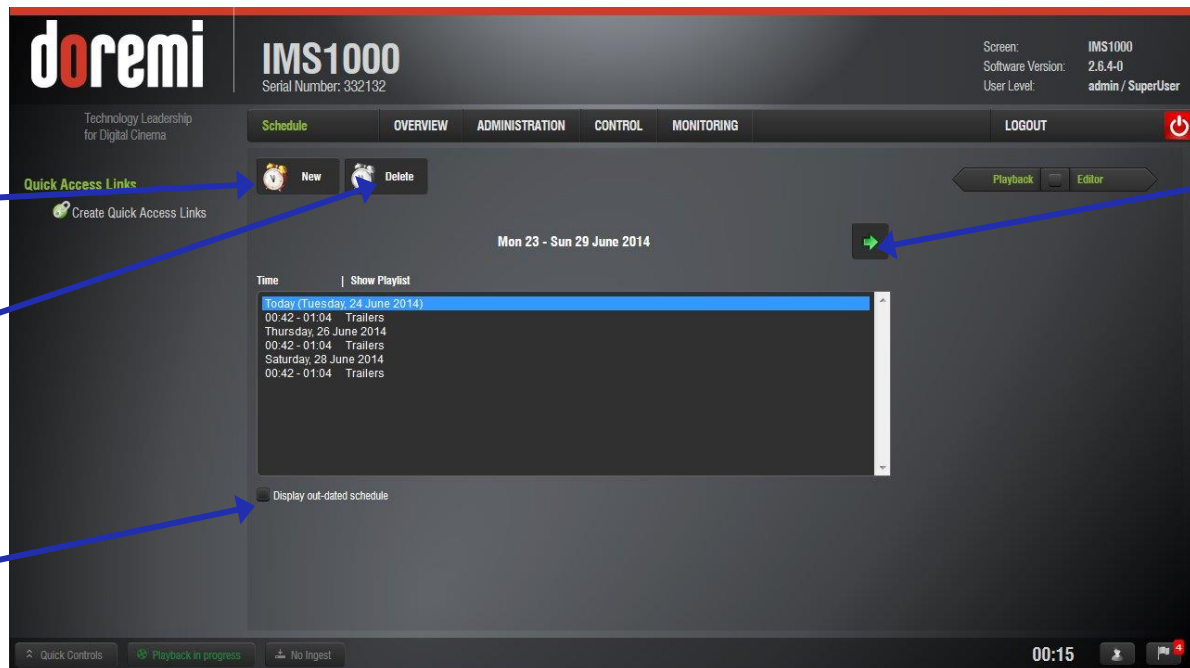 doremi
Technology Leadership
for Digital Cinema
IMS1000
Serial Number: 332132
Screen: IMS1000
Software Version: 2.6.4-0
User Level: admin / SuperUser
Schedule OVERVIEW ADMINISTRATION CONTROL MONITORING LOGOUT
Quick Access Links
Create Quick Access Links
New Delete
Playback Editor
Mon 23 - Sun 29 June 2014
Time | Show Playlist
Today (Tuesday, 24 June 2014)
00:42 - 01:04 Trailers
Thursday, 26 June 2014
00:42 - 01:04 Trailers
Saturday, 28 June 2014
00:42 - 01:04 Trailers
Display out-dated schedule
Quick Controls Playback in progress No Ingest 00:15 4